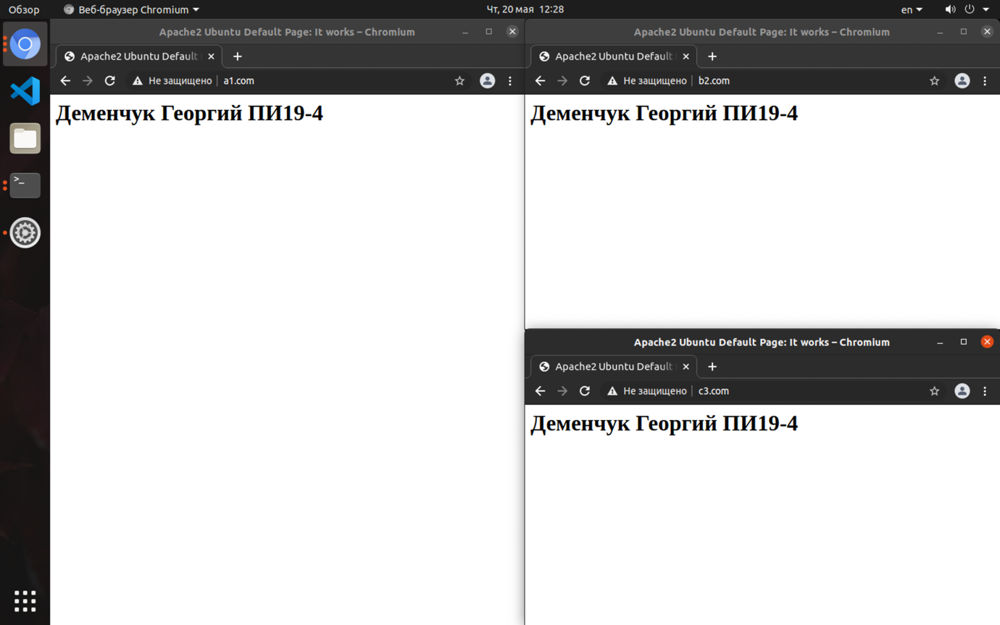 Обзор
Веб-браузер Chromium
Чт, 20 мая 12:28
en
Apache2 Ubuntu Default Page: It works – Chromium
Apache2 Ubuntu Default
Не защищено
a1.com
Деменчук Георгий ПИ19-4
Apache2 Ubuntu Default Page: It works – Chromium
Apache2 Ubuntu Default
Не защищено
b2.com
Деменчук Георгий ПИ19-4
Apache2 Ubuntu Default Page: It works – Chromium
Apache2 Ubuntu Default
Не защищено
c3.com
Деменчук Георгий ПИ19-4